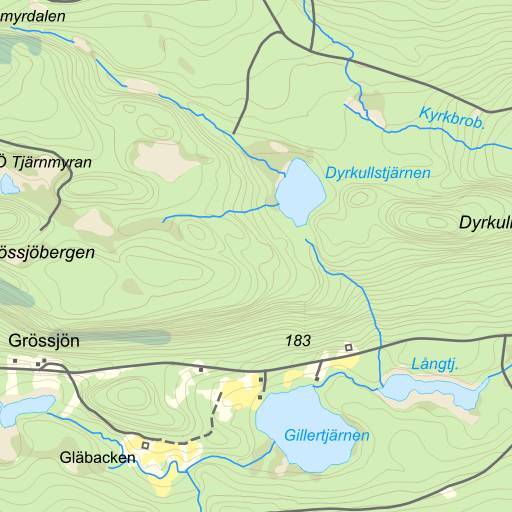 myrdalen
Kyrkbrob.
Ö Tjärnmyran
Dyrkullstjärnen
Dyrkull
össjöbergen
Grössjön
183
Långtj.
Gillertjärnen
Gläbacken